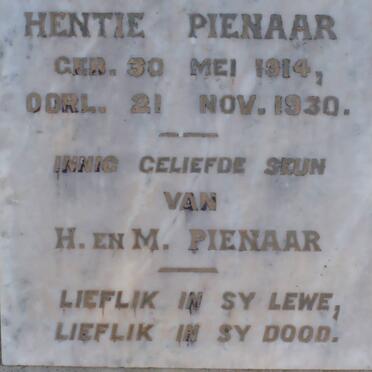 HENTIE PIENAAR
GEB. 30 MEI 1914,
OORL. 21 NOV. 1930.
INNIG GELIEFDE SEUN
VAN
H. EN M. PIENAAR
LIEFLIK IN SY LEWE,
LIEFLIK IN SY DOOD.